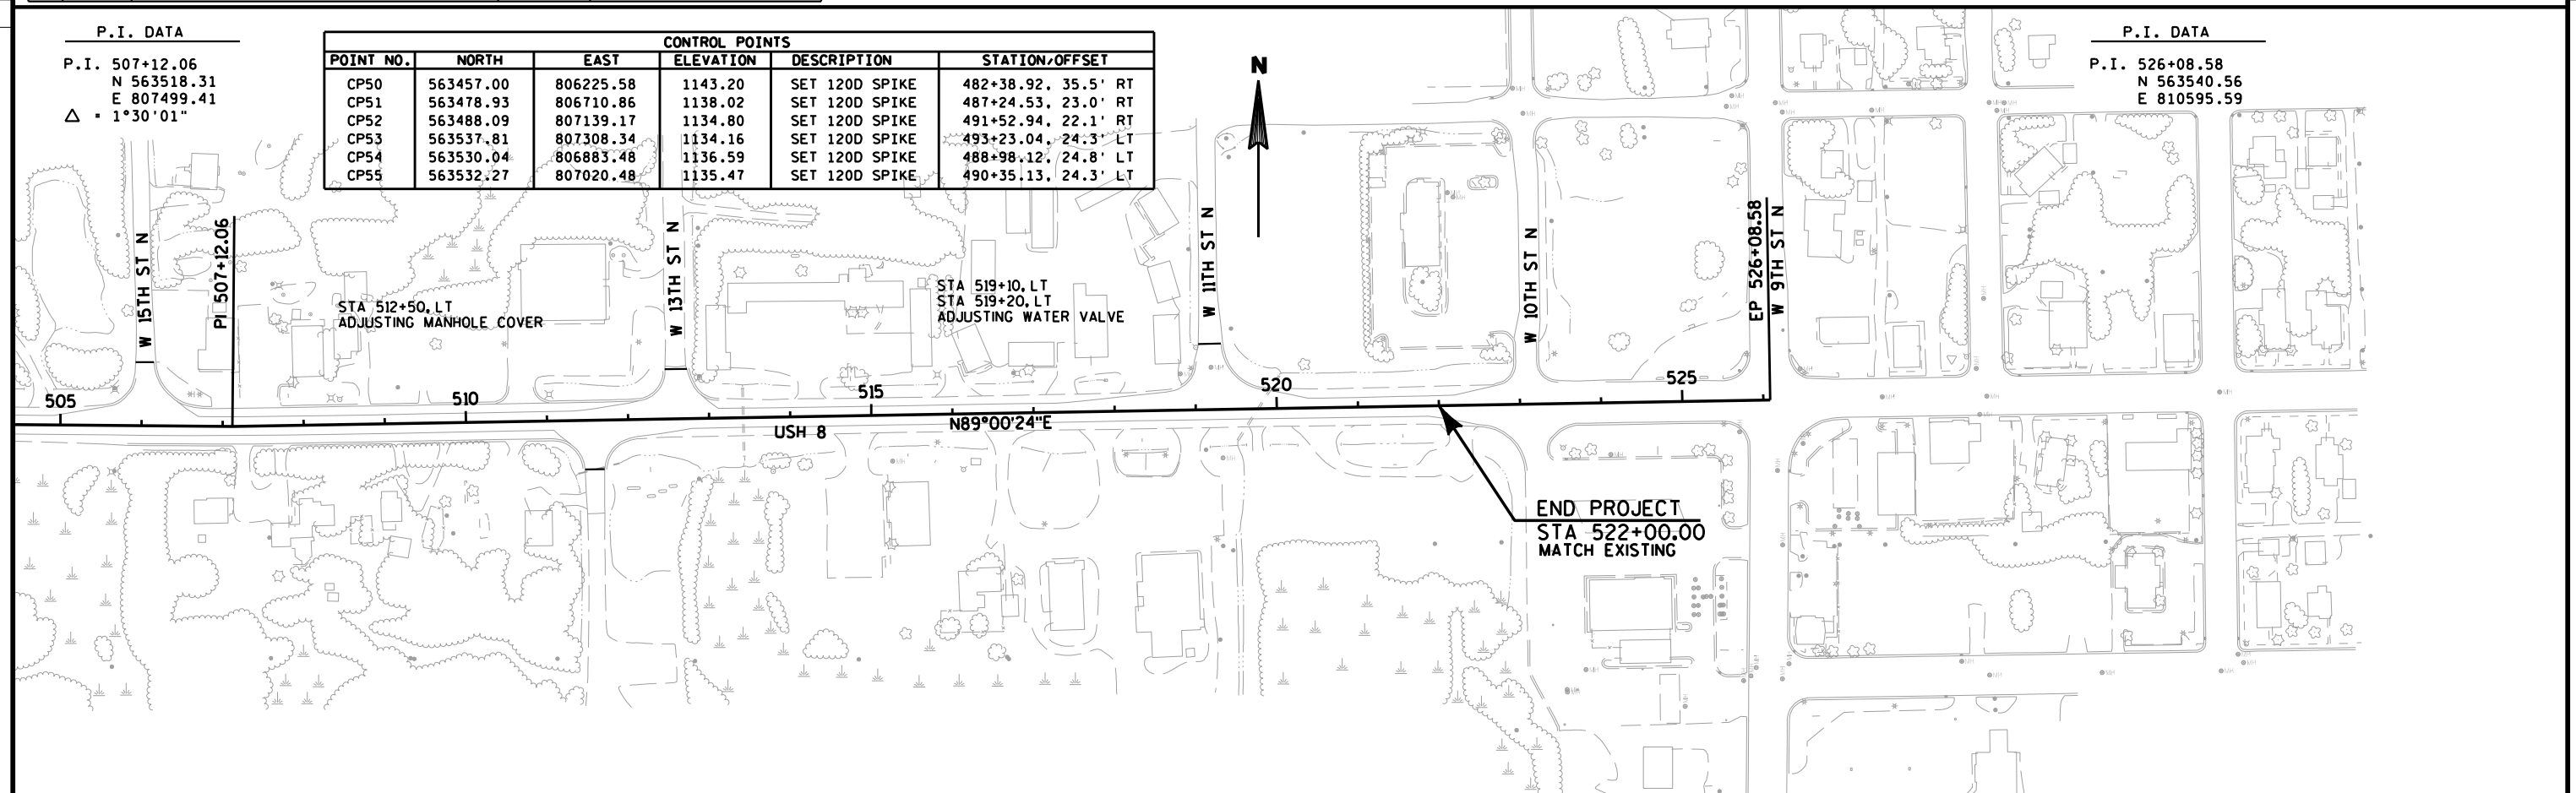 P.I. DATA
P.I. 507+12.06
N 563518.31
E 807499.41
△ = 1°30'01"
CONTROL POINTS
POINT NO. NORTH EAST ELEVATION DESCRIPTION STATION/OFFSET
CP50 563457.00 806225.58 1143.20 SET 120D SPIKE 482+38.92, 35.5' RT
CP51 563478.93 806710.86 1138.02 SET 120D SPIKE 487+24.53, 23.0' RT
CP52 563488.09 807139.17 1134.80 SET 120D SPIKE 491+52.94, 22.1' RT
CP53 563537.81 807308.34 1134.16 SET 120D SPIKE 493+23.04, 24.3' LT
CP54 563530.04 806883.48 1136.59 SET 120D SPIKE 488+98.12, 24.8' LT
CP55 563532.27 807020.48 1135.47 SET 120D SPIKE 490+35.13, 24.3' LT
N
P.I. DATA
P.I. 526+08.58
N 563540.56
E 810595.59
W 15TH ST N
PI 507+12.06
STA 512+50, LT
ADJUSTING MANHOLE COVER
W 13TH ST N
STA 519+10, LT
STA 519+20, LT
ADJUSTING WATER VALVE
W 11TH ST N
W 10TH ST N
EP 526+08.58
W 9TH ST N
505
510
515
520
525
USH 8
N89°00'24"E
END PROJECT
STA 522+00.00
MATCH EXISTING